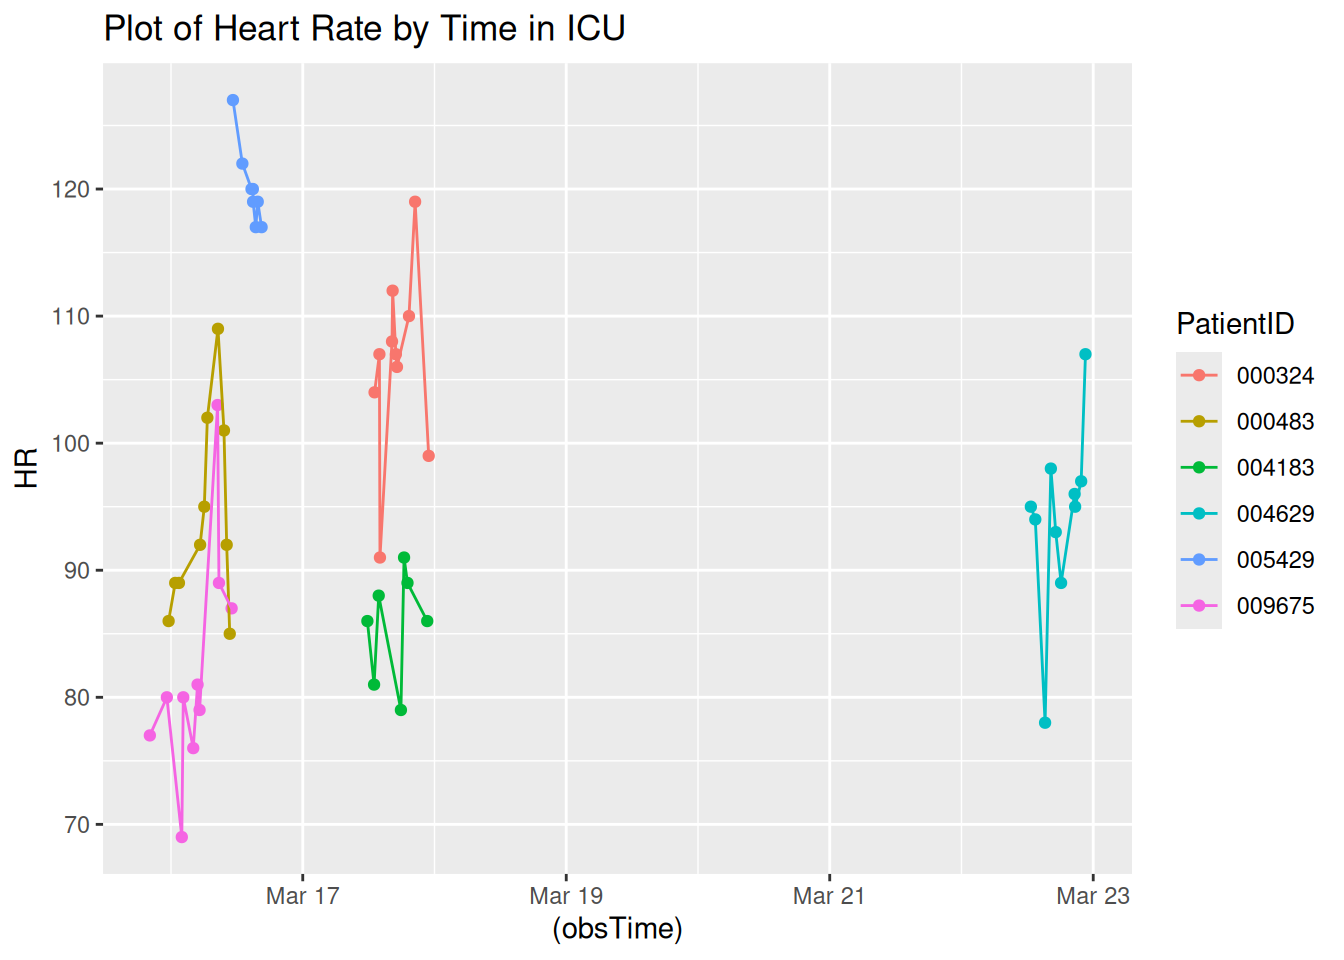 Plot of Heart Rate by Time in ICU
HR
120
110
100
90
80
70
Mar 17 Mar 19 Mar 21 Mar 23
(obsTime)
PatientID
000324
000483
004183
004629
005429
009675